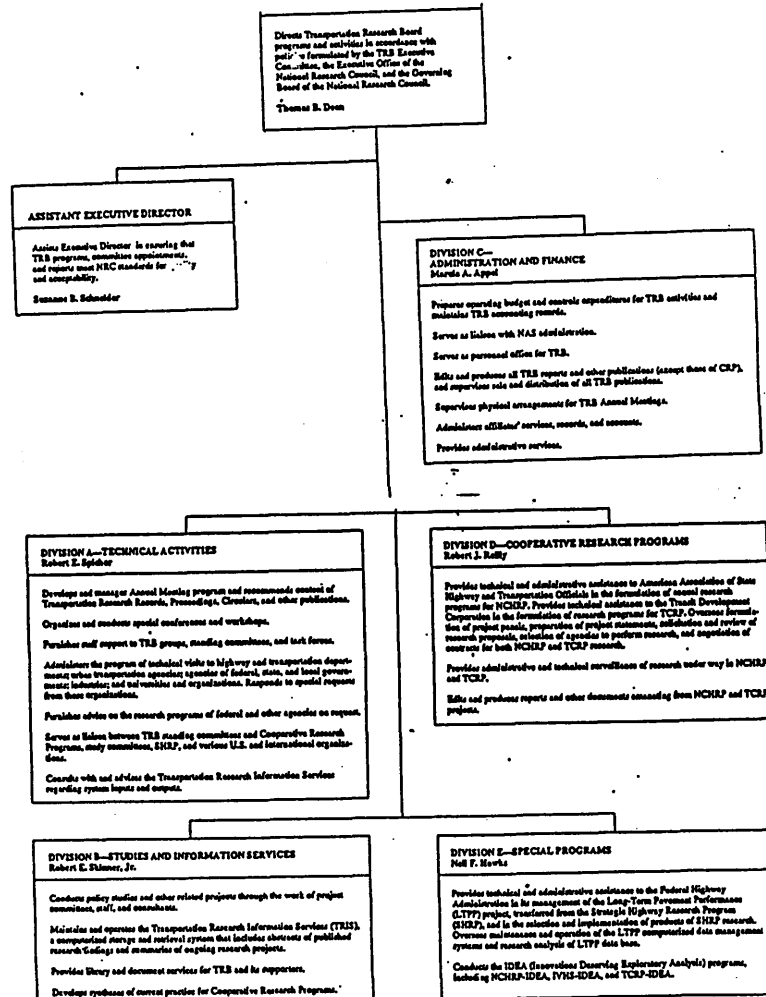 Directs Transportation Research Board
programs and activities in accordance with
formulated by the TRB Executive
the Executive Office of the
National Research Council, and the Governing
Board of the National Research Council.
Thomas B. Deen
ASSISTANT EXECUTIVE DIRECTOR
Assists Executive Director in ensuring that
TRB programs, committee appointments,
and reports meet NRC standards for
and acceptability.
Suzanne B. Schneider
DIVISION C—
ADMINISTRATION AND FINANCE
Marcia A. Appel
Prepares operating budget and controls expenditures for TRB activities and
maintains TRB accounting records.
Serves as liaison with NAS administration.
Serves as personnel office for TRB.
Edits and produces all TRB reports and other publications (except those of CRP),
and supervises sale and distribution of all TRB publications.
Supervises physical arrangements for TRB Annual Meetings.
Administers affiliates' services, records, and accounts.
Provides administrative services.
DIVISION A—TECHNICAL ACTIVITIES
Robert E. Spicher
Develops and manages Annual Meeting program and recommends content of
Transportation Research Records, Proceedings, Circulars, and other publications.
Organizes and conducts special conferences and workshops.
Furnishes staff support to TRB groups, standing committees, and task forces.
Administers the program of technical visits to highway and transportation depart-
ments; urban transportation agencies; agencies of federal, state, and local govern-
ments; industries; and universities and organizations. Responds to special requests
from these organizations.
Furnishes advice on the research programs of federal and other agencies on request.
Serves as liaison between TRB standing committees and Cooperative Research
Programs, study committees, SHRP, and various U.S. and international organiza-
tions.
Consults with and advises the Transportation Research Information Services
regarding system inputs and outputs.
DIVISION D—COOPERATIVE RESEARCH PROGRAMS
Robert J. Reilly
Provides technical and administrative assistance to American Association of State
Highway and Transportation Officials in the formulation of annual research
programs for NCHRP. Provides technical assistance to the Transit Development
Corporation in the formulation of research programs for TCRP. Oversees formula-
tion of project panels, preparation of project statements, solicitation and review of
research proposals, selection of agencies to perform research, and negotiation of
contracts for both NCHRP and TCRP research.
Provides administrative and technical surveillance of research under way in NCHRP
and TCRP.
Edits and produces reports and other documents emanating from NCHRP and TCRP
projects.
DIVISION B—STUDIES AND INFORMATION SERVICES
Robert E. Skinner, Jr.
Conducts policy studies and other related projects through the work of project
committees, staff, and consultants.
Maintains and operates the Transportation Research Information Services (TRIS),
a computerized storage and retrieval system that includes abstracts of published
research findings and summaries of ongoing research projects.
Provides library and document services for TRB and its supporters.
Develops syntheses of current practice for Cooperative Research Programs.
DIVISION E—SPECIAL PROGRAMS
Neil F. Hawks
Provides technical and administrative assistance to the Federal Highway
Administration in its management of the Long-Term Pavement Performance
(LTPP) project, transferred from the Strategic Highway Research Program
(SHRP), and in the selection and implementation of products of SHRP research.
Oversees maintenance and operation of the LTPP computerized data management
systems and research analysis of LTPP data base.
Conducts the IDEA (Innovations Deserving Exploratory Analysis) programs,
including NCHRP-IDEA, IVHS-IDEA, and TCRP-IDEA.